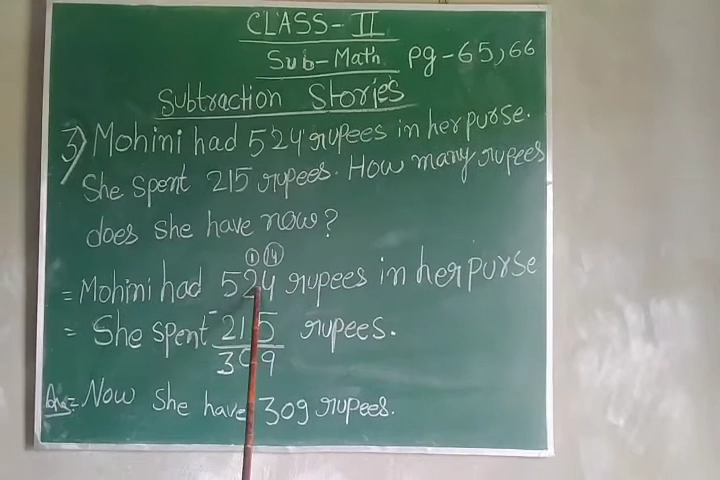 CLASS-II
Sub-Math pg-65,66
Subtraction Stories
3) Mohini had 524 rupees in her purse.
She spent 215 rupees. How many rupees
does she have now?
1 14
= Mohini had 524 rupees in her purse
= She spent -215 rupees.
309
Ans= Now she have 309 rupees.